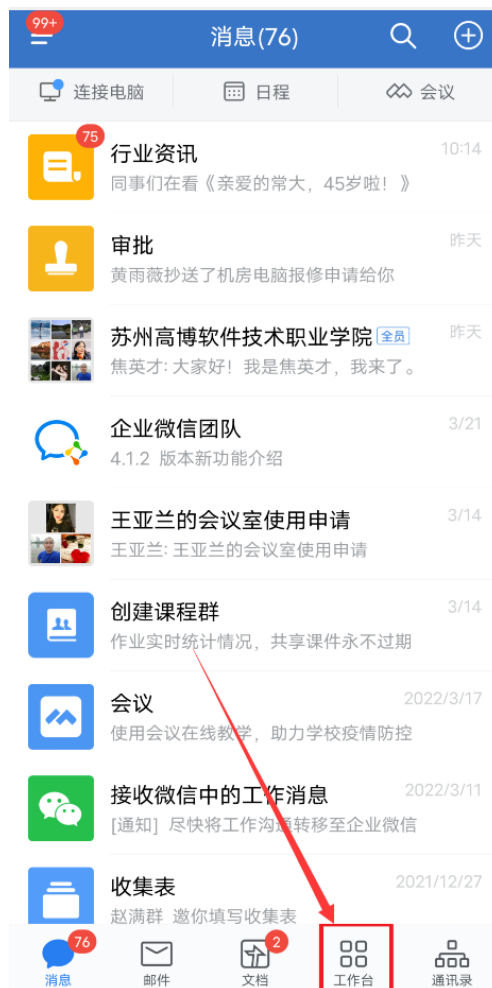 99+
消息(76)
连接电脑
日程
会议
75
行业资讯
10:14
同事们在看《亲爱的常大，45岁啦！》
审批
昨天
黄雨薇抄送了机房电脑报修申请给你
苏州高博软件技术职业学院 全员
昨天
焦英才: 大家好！我是焦英才，我来了。
企业微信团队
3/21
4.1.2 版本新功能介绍
王亚兰的会议室使用申请
3/14
王亚兰: 王亚兰的会议室使用申请
创建课程群
3/14
作业实时统计情况，共享课件永不过期
会议
2022/3/17
使用会议在线教学，助力学校疫情防控
接收微信中的工作消息
2022/3/11
[通知] 尽快将工作沟通转移至企业微信
收集表
2021/12/27
赵满群 邀你填写收集表
76
2
消息
邮件
文档
工作台
通讯录